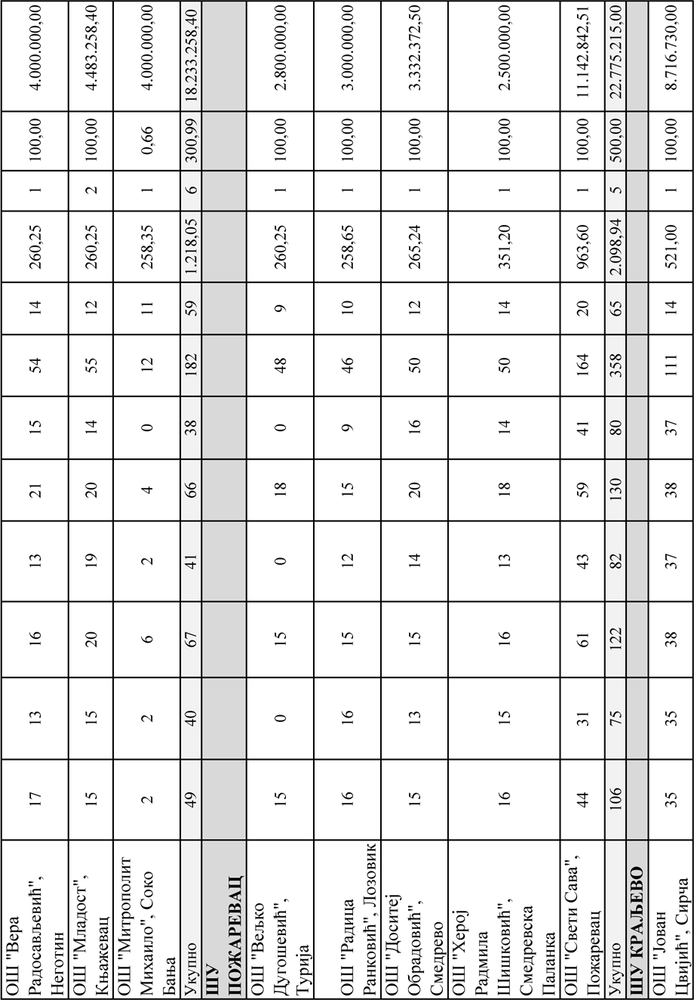 ОШ "Вера
Радосављевић",
Неготин 17 13 16 13 21 15 54 14 260,25 1 100,00 4.000.000,00
ОШ "Младост",
Књажевац 15 15 20 19 20 14 55 12 260,25 2 100,00 4.483.258,40
ОШ "Митрополит
Михаило", Соко
Бања 2 2 6 2 4 0 12 11 258,35 1 0,66 4.000.000,00
Укупно 49 40 67 41 66 38 182 59 1.218,05 6 300,99 18.233.258,40
ШУ
ПОЖАРЕВАЦ
ОШ "Вељко
Дугошевић",
Турија 15 0 15 0 18 0 48 9 260,25 1 100,00 2.800.000,00
ОШ "Радица
Ранковић", Лозовик 16 16 15 12 15 9 46 10 258,65 1 100,00 3.000.000,00
ОШ "Доситеј
Обрадовић",
Смедрево 15 13 15 14 20 16 50 12 265,24 1 100,00 3.332.372,50
ОШ "Херој
Радмила
Шишковић",
Смедревска
Паланка 16 15 16 13 18 14 50 14 351,20 1 100,00 2.500.000,00
ОШ "Свети Сава",
Пожаревац 44 31 61 43 59 41 164 20 963,60 1 100,00 11.142.842,51
Укупно 106 75 122 82 130 80 358 65 2.098,94 5 500,00 22.775.215,00
ШУ КРАЉЕВО
ОШ "Јован
Цвијић", Сирча 35 35 38 37 38 37 111 14 521,00 1 100,00 8.716.730,00